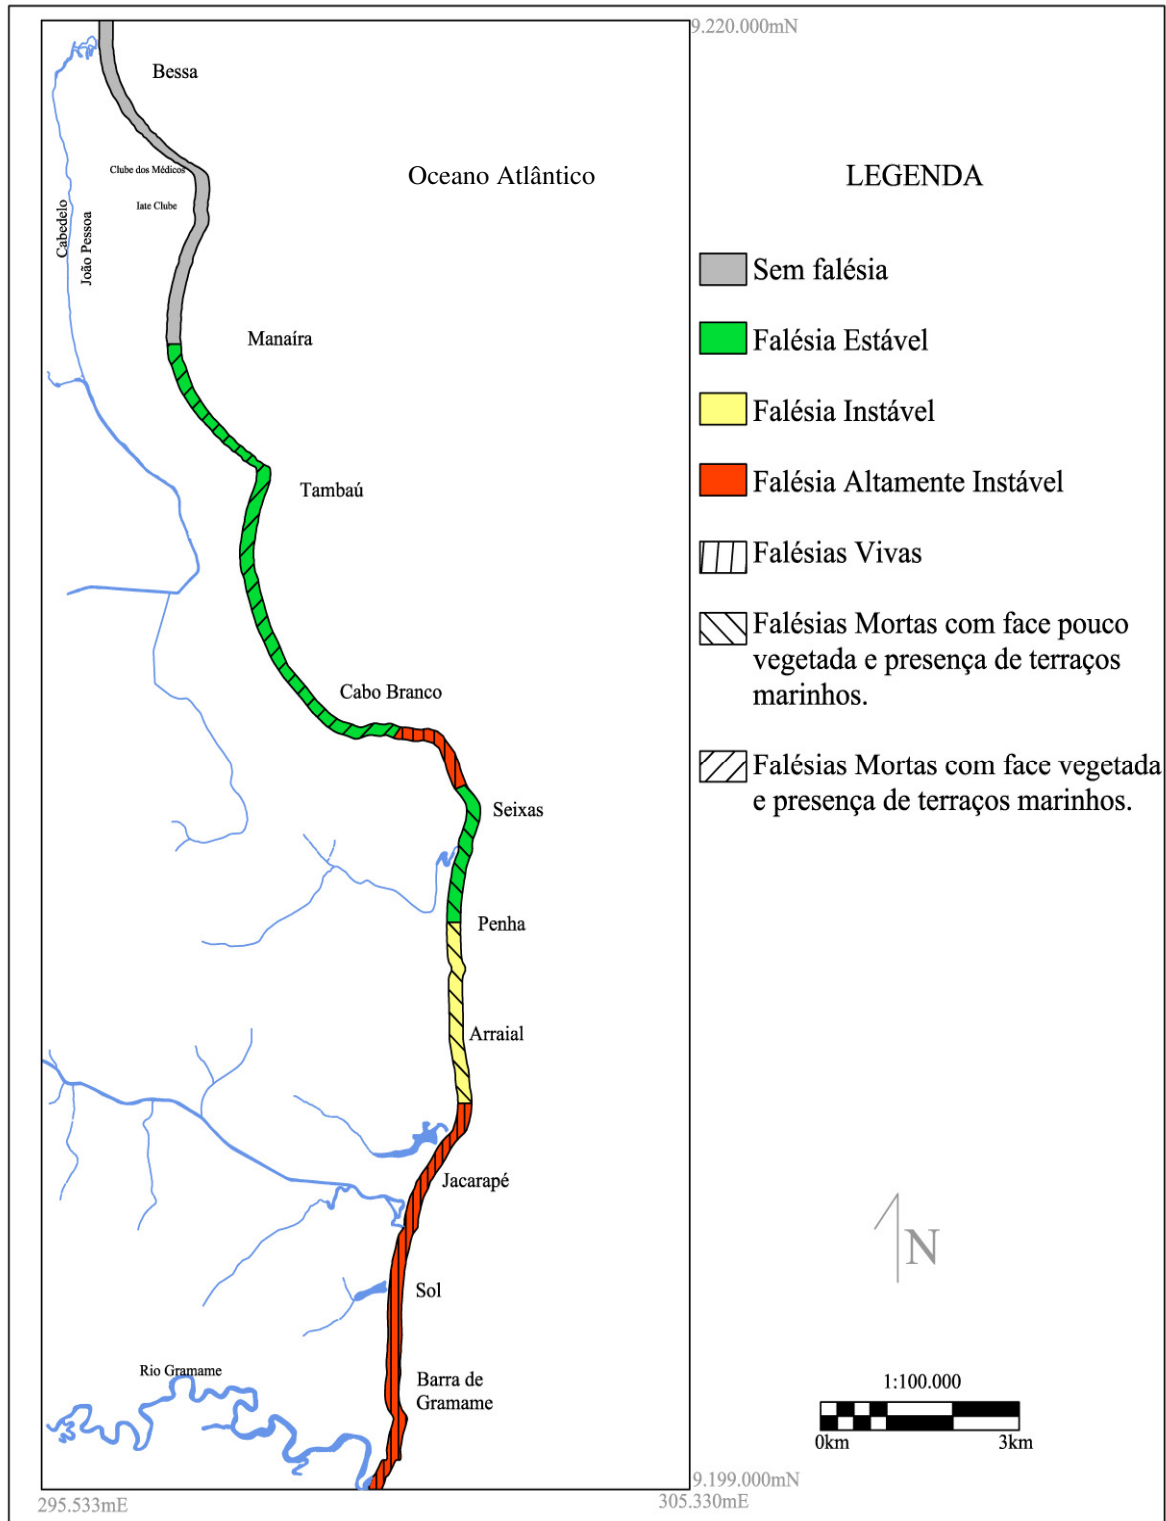 9.220.000mN
Bessa
Clube dos Médicos
Iate Clube
Cabedelo
João Pessoa
Oceano Atlântico
Manaíra
Tambaú
Cabo Branco
Seixas
Penha
Arraial
Jacarapé
Sol
Rio Gramame
Barra de
Gramame
LEGENDA
Sem falésia
Falésia Estável
Falésia Instável
Falésia Altamente Instável
Falésias Vivas
Falésias Mortas com face pouco
vegetada e presença de terraços
marinhos.
Falésias Mortas com face vegetada
e presença de terraços marinhos.
N
1:100.000
0km 3km
9.199.000mN
295.533mE 305.330mE